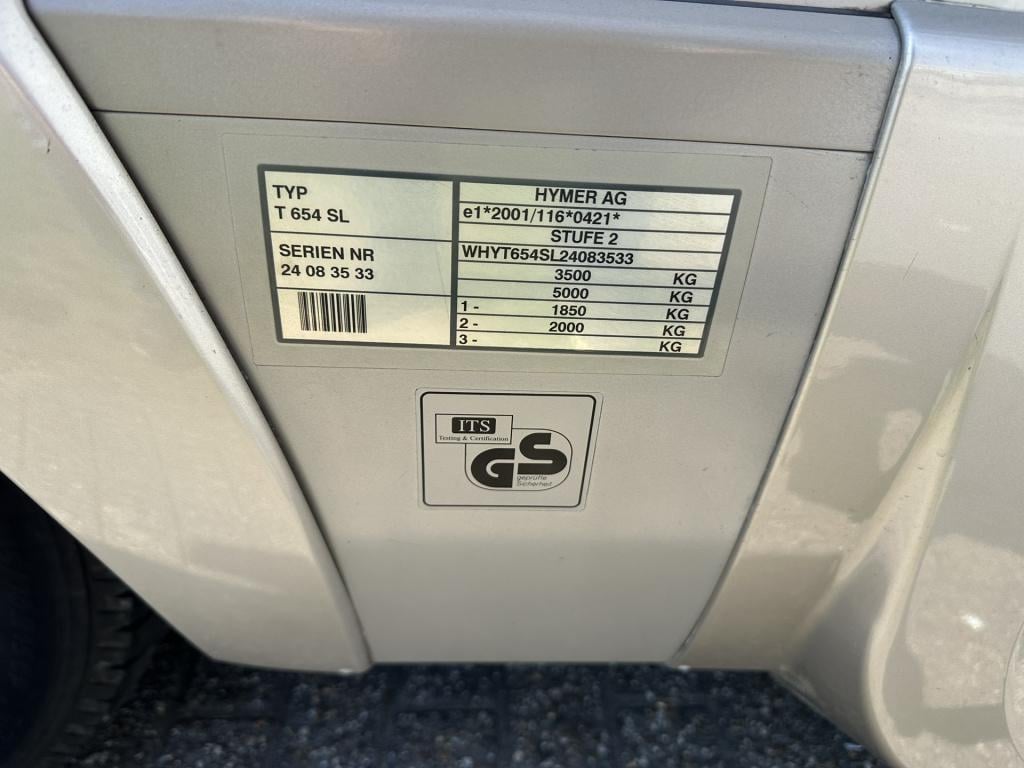 TYP
T 654 SL
SERIEN NR
24 08 35 33
HYMER AG
e1*2001/116*0421*
STUFE 2
WHYT654SL24083533
3500 KG
5000 KG
1 - 1850 KG
2 - 2000 KG
3 - KG
ITS
Testing & Certification
GS
geprüfte
Sicherheit